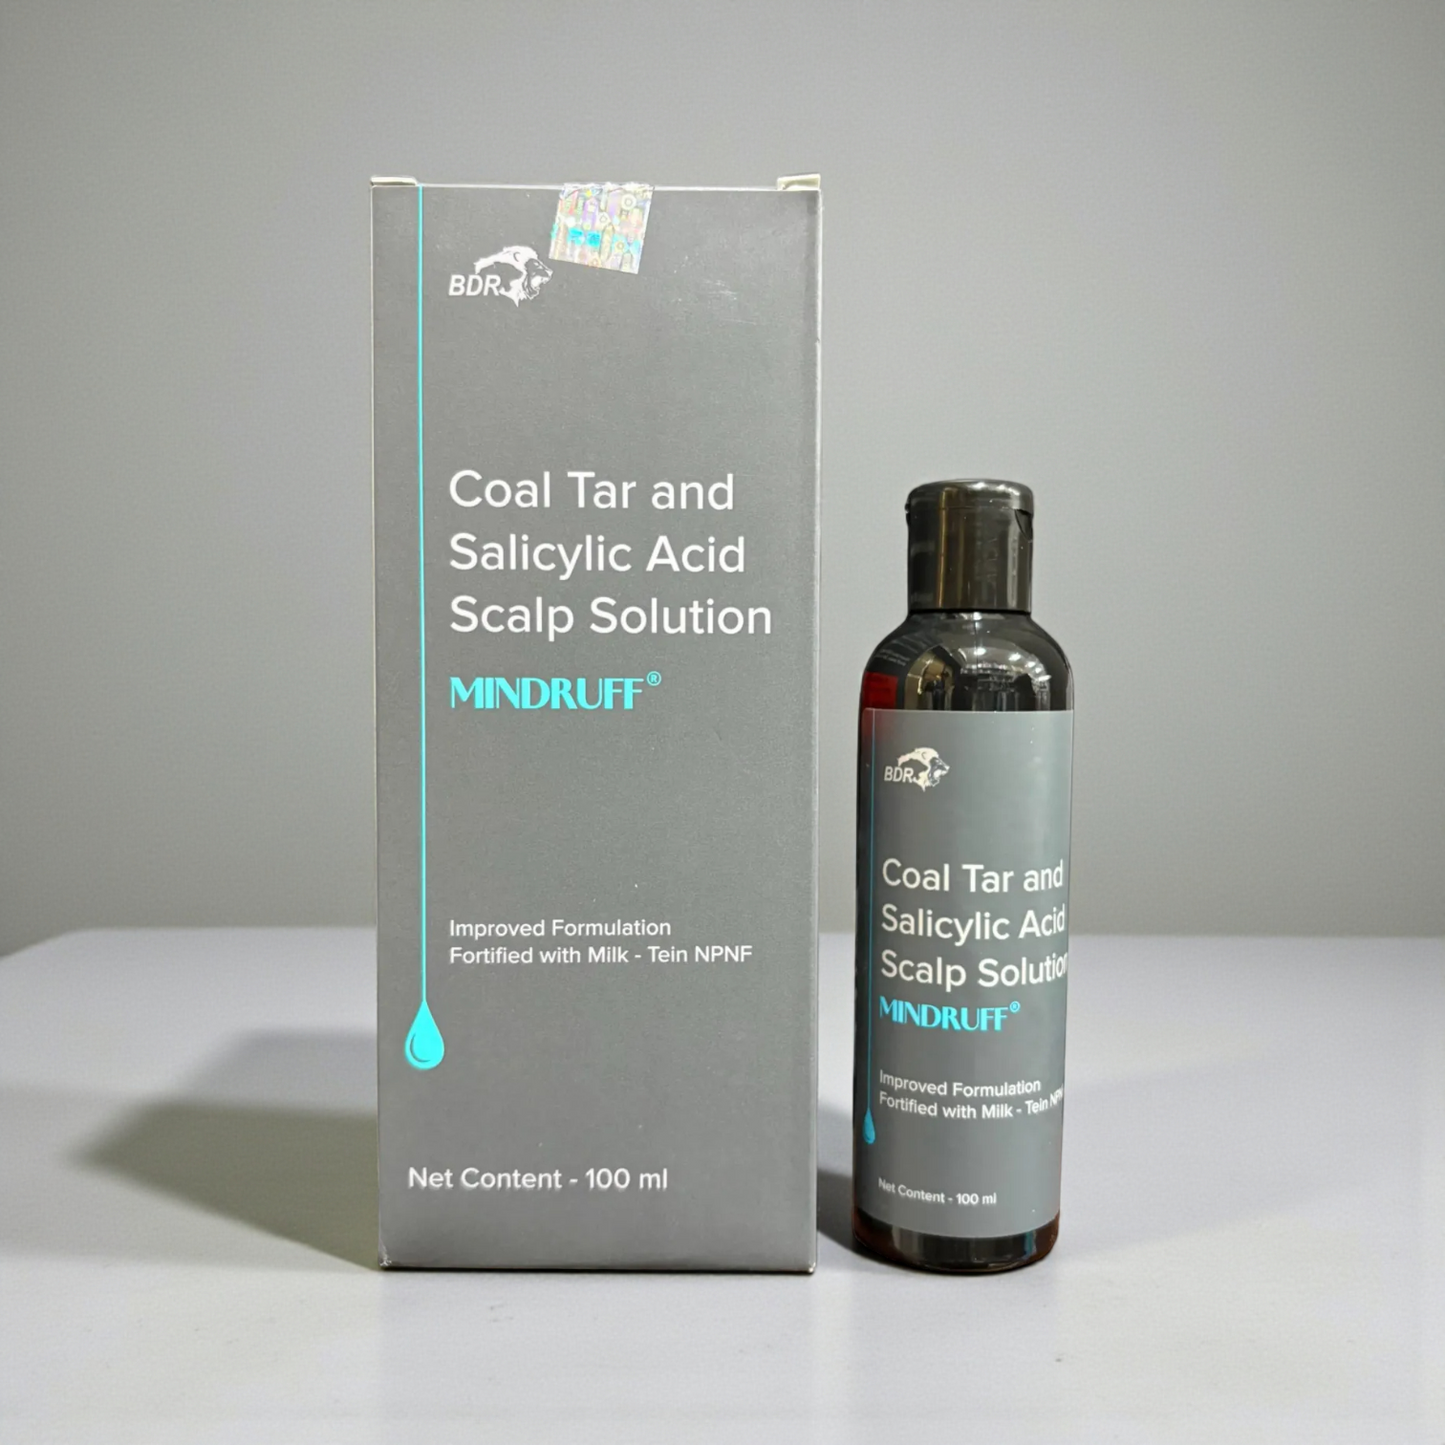 BDR
Coal Tar and
Salicylic Acid
Scalp Solution
MINDRUFF®
Improved Formulation
Fortified with Milk - Tein NPNF
Net Content - 100 ml
BDR
Coal Tar and
Salicylic Acid
Scalp Solution
MINDRUFF®
Improved Formulation
Fortified with Milk - Tein
Net Content - 100 ml